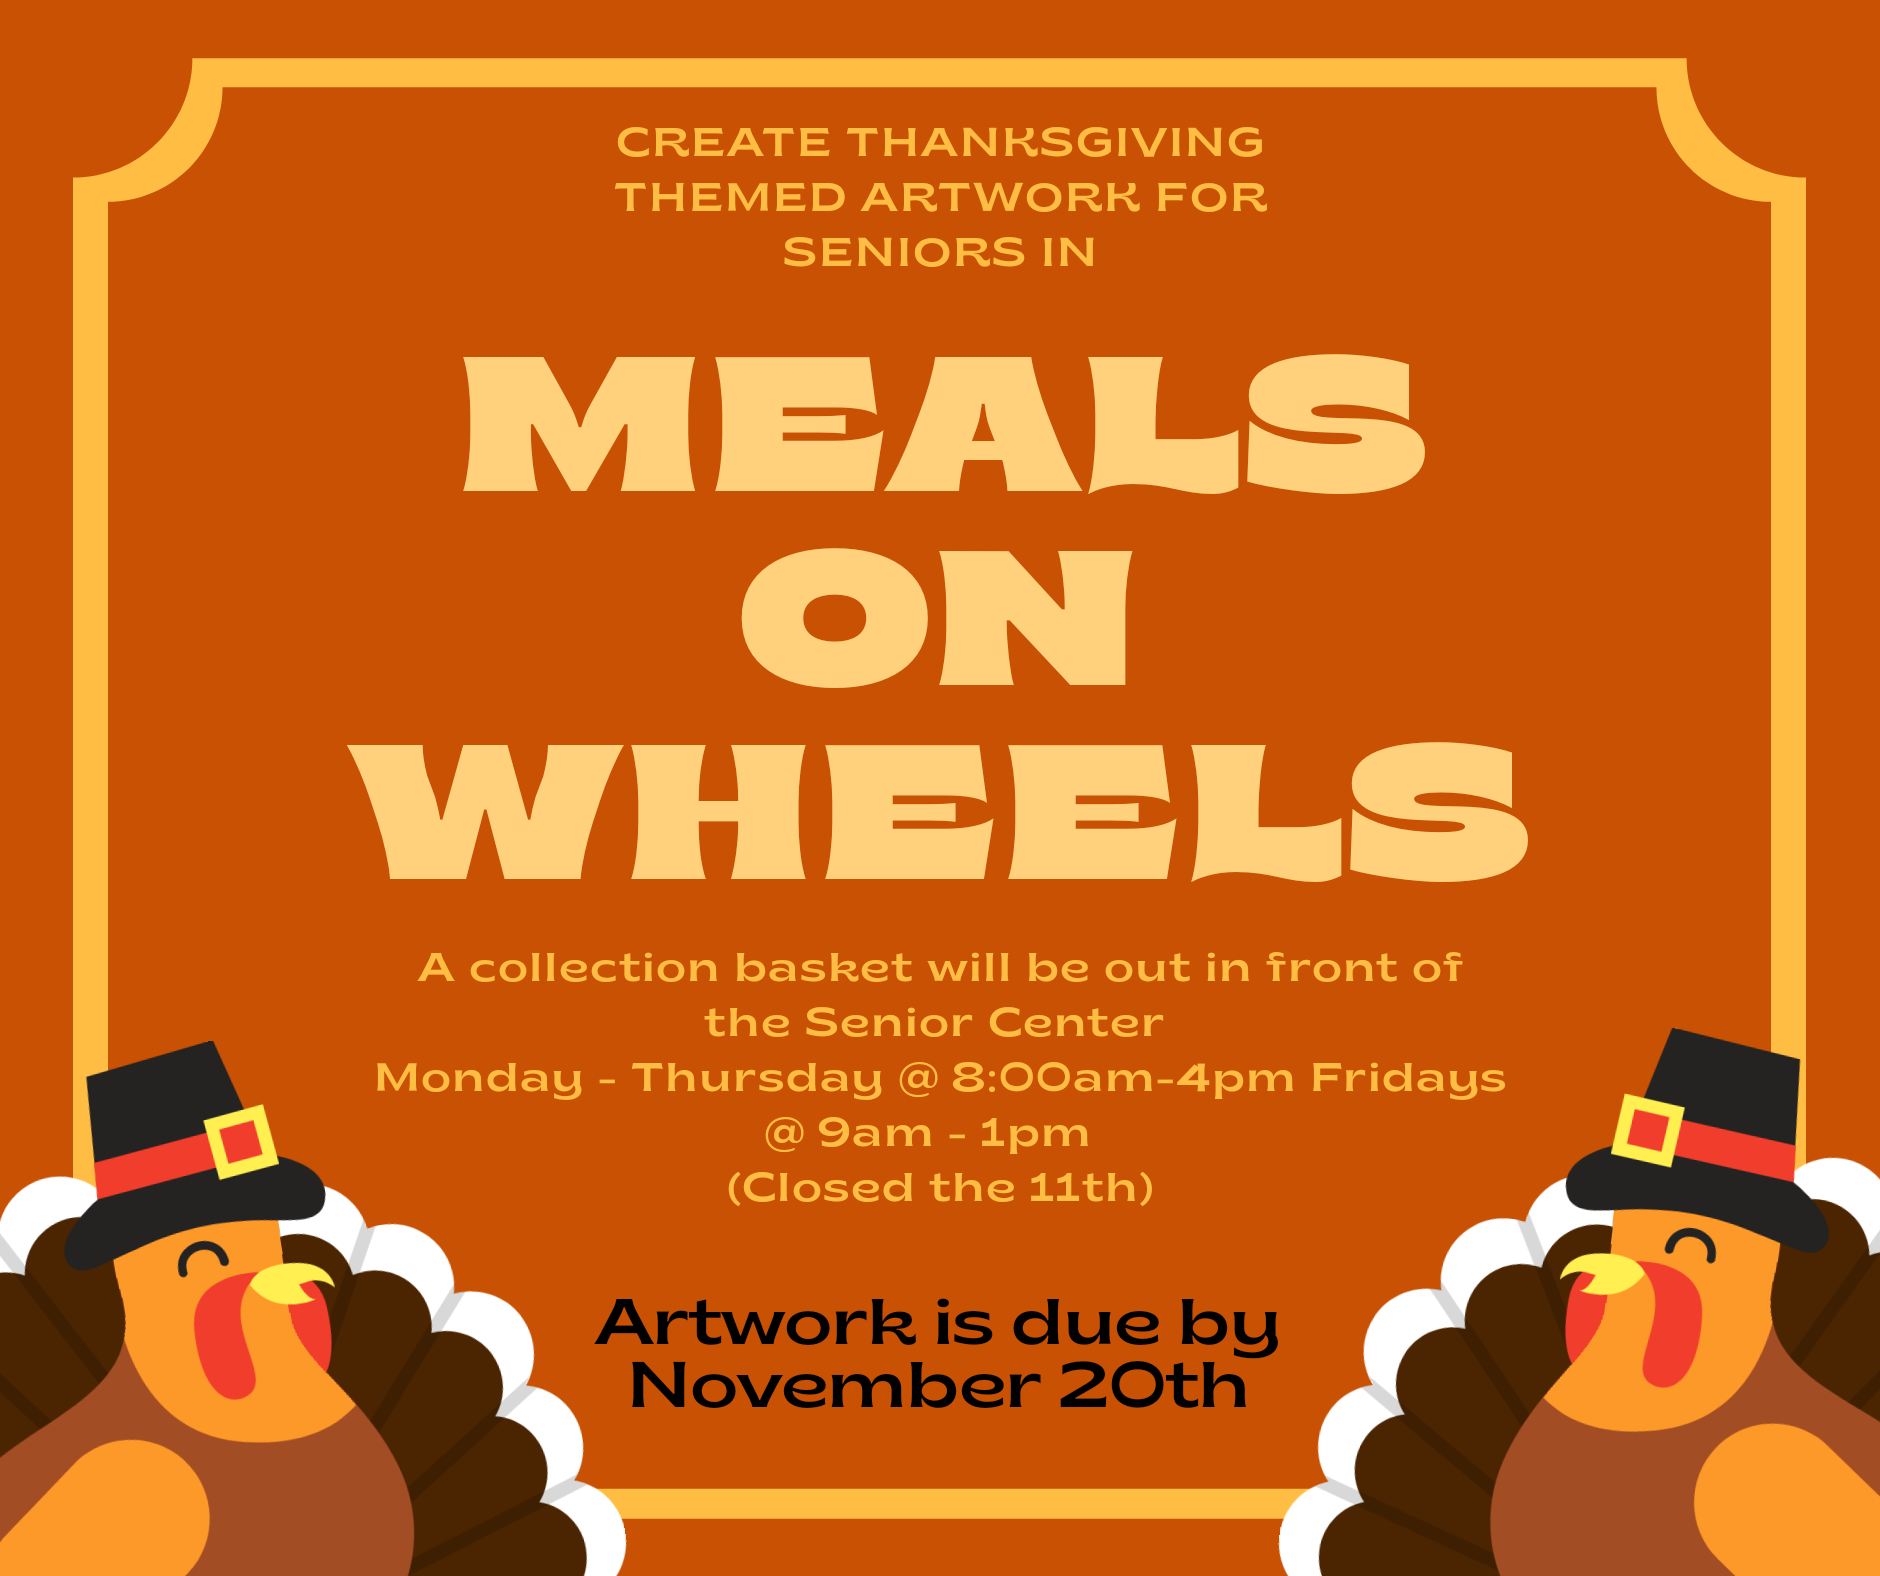 CREATE THANKSGIVING
THEMED ARTWORK FOR
SENIORS IN
MEALS
ON
WHEELS
A collection basket will be out in front of
the Senior Center
Monday - Thursday @ 8:00am-4pm Fridays
@ 9am - 1pm
(Closed the 11th)
Artwork is due by
November 20th